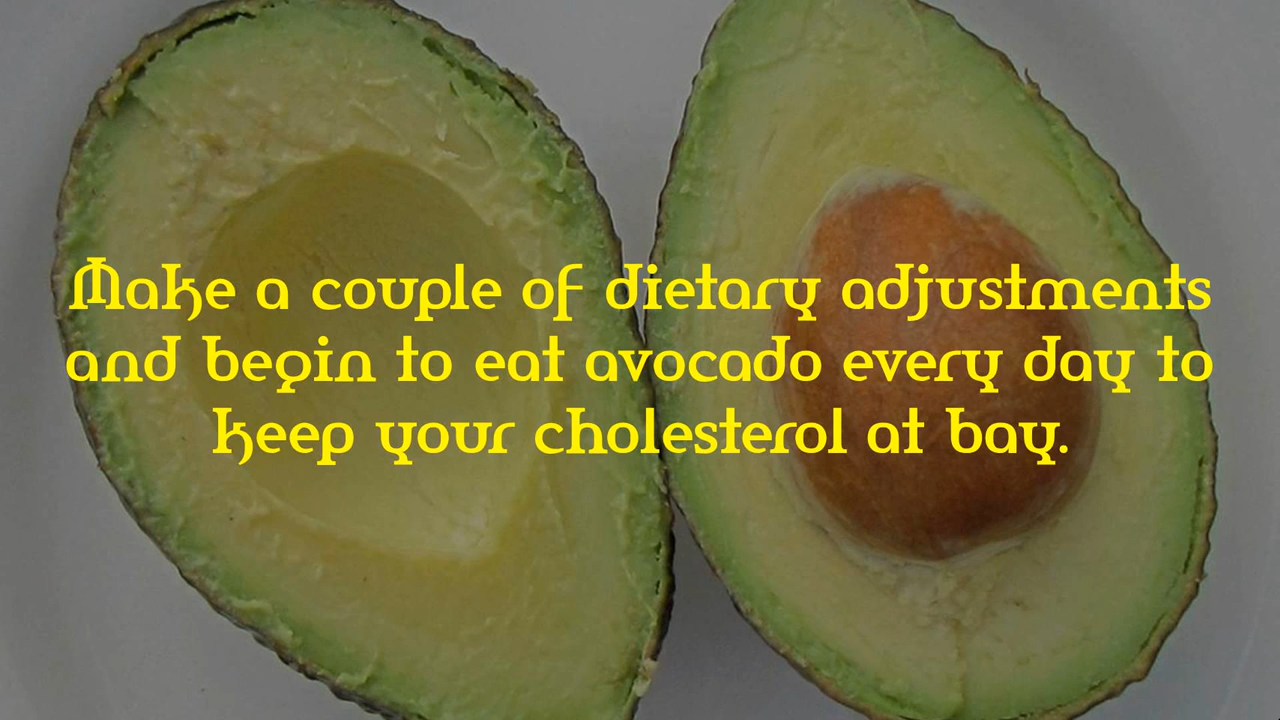 Make a couple of dietary adjustments
and begin to eat avocado every day to
keep your cholesterol at bay.